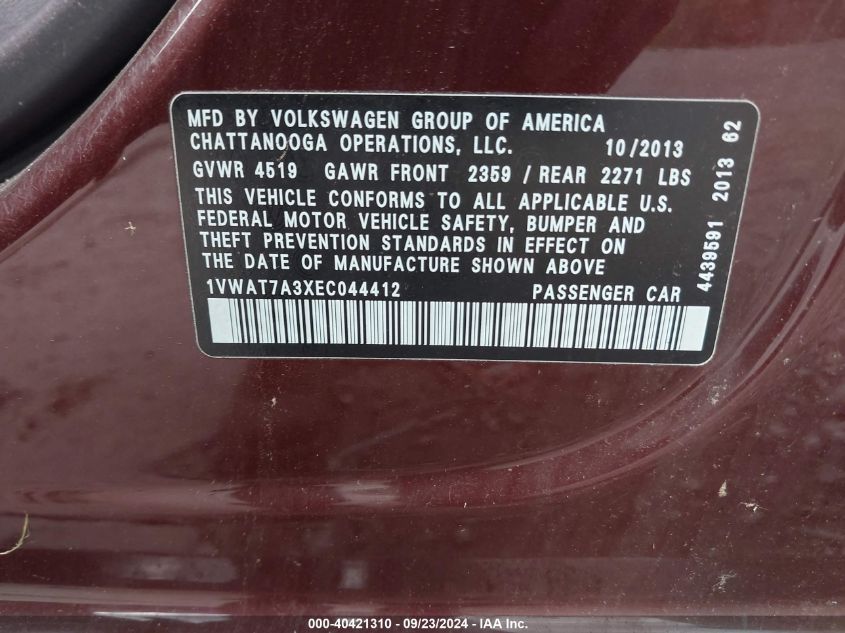 MFD BY VOLKSWAGEN GROUP OF AMERICA
CHATTANOOGA OPERATIONS, LLC. 10/2013
GVWR 4519 GAWR FRONT 2359 / REAR 2271 LBS
THIS VEHICLE CONFORMS TO ALL APPLICABLE U.S.
FEDERAL MOTOR VEHICLE SAFETY, BUMPER AND
THEFT PREVENTION STANDARDS IN EFFECT ON
THE DATE OF MANUFACTURE SHOWN ABOVE
1VWAT7A3XEC044412 PASSENGER CAR
4439591 2013 62
000-40421310 - 09/23/2024 - IAA Inc.